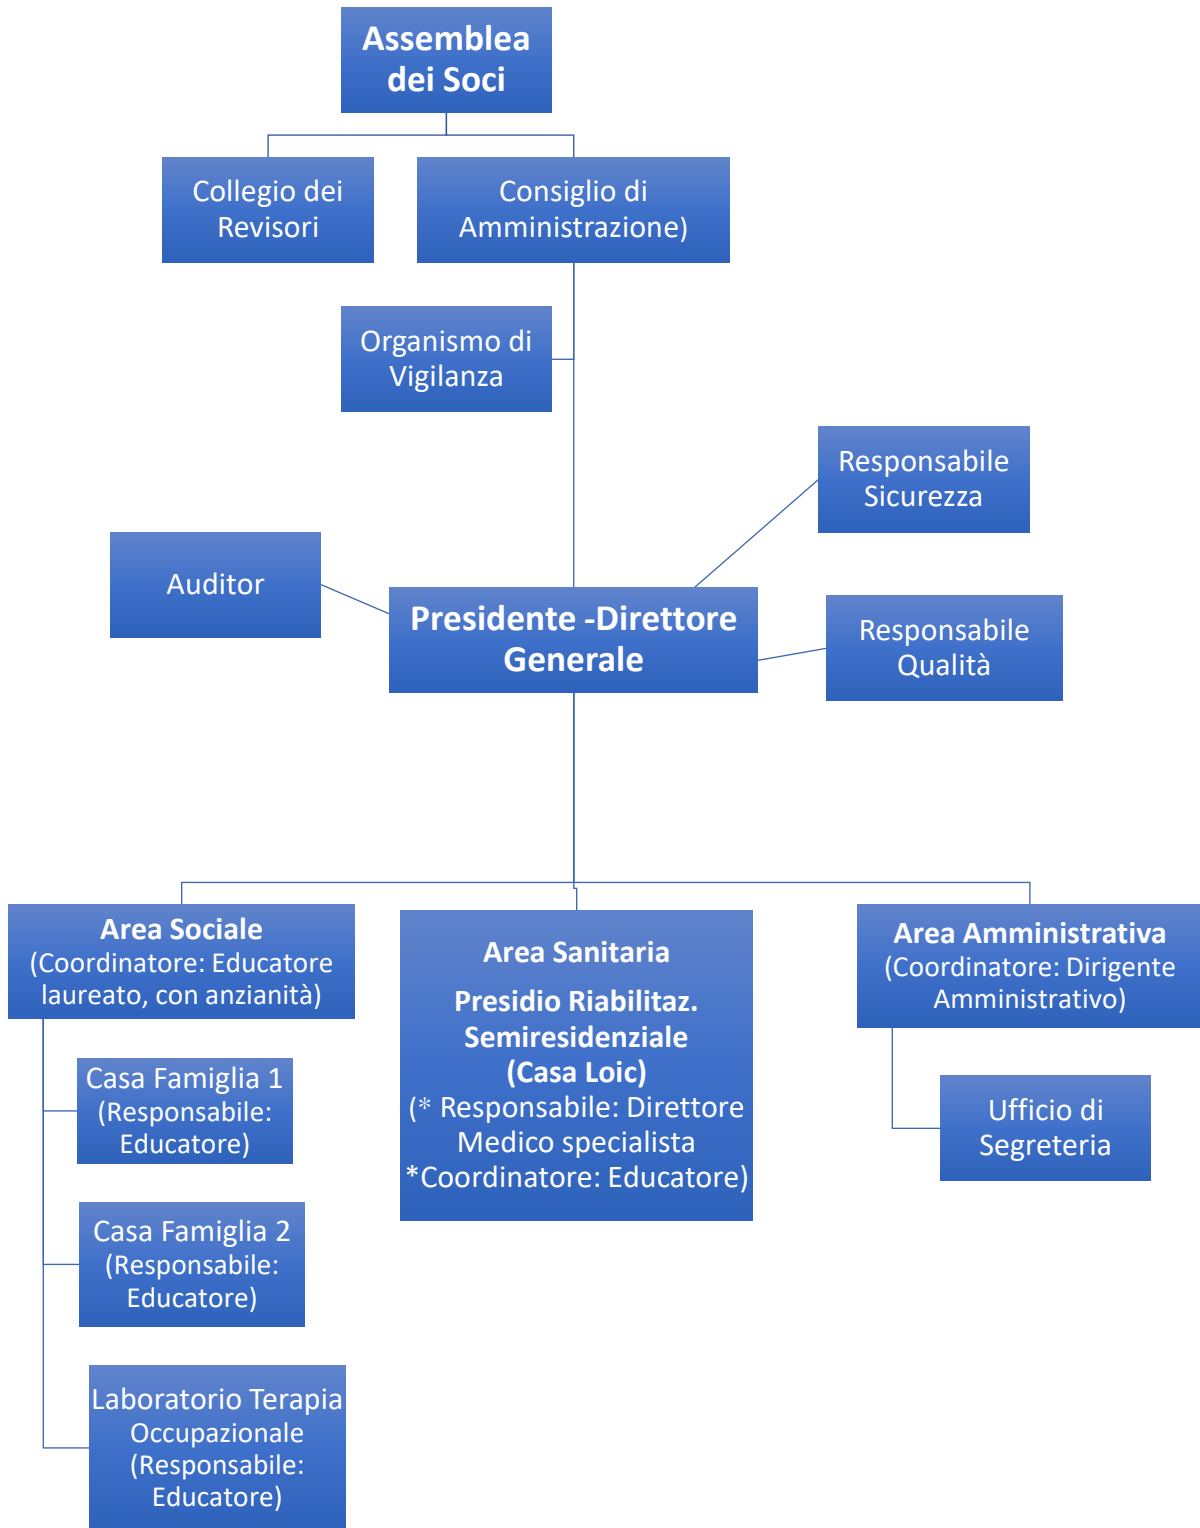 Assemblea
dei Soci
Collegio dei
Revisori
Consiglio di
Amministrazione)
Organismo di
Vigilanza
Responsabile
Sicurezza
Auditor
Presidente -Direttore
Generale
Responsabile
Qualità
Area Sociale
(Coordinatore: Educatore
laureato, con anzianità)
Casa Famiglia 1
(Responsabile:
Educatore)
Casa Famiglia 2
(Responsabile:
Educatore)
Laboratorio Terapia
Occupazionale
(Responsabile:
Educatore)
Area Sanitaria
Presidio Riabilitaz.
Semiresidenziale
(Casa Loic)
(* Responsabile: Direttore
Medico specialista
*Coordinatore: Educatore)
Area Amministrativa
(Coordinatore: Dirigente
Amministrativo)
Ufficio di
Segreteria